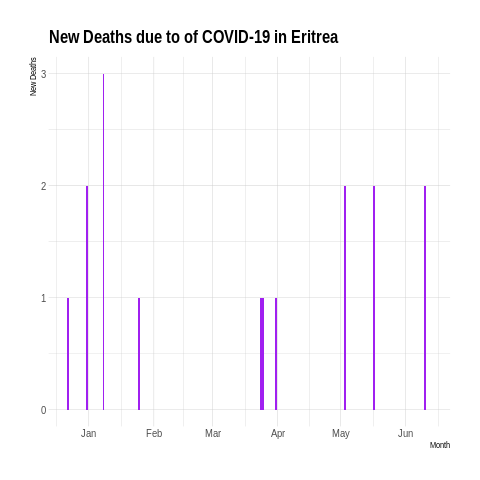 New Deaths due to of COVID-19 in Eritrea
New Deaths
3
2
1
0
Jan Feb Mar Apr May Jun
Month